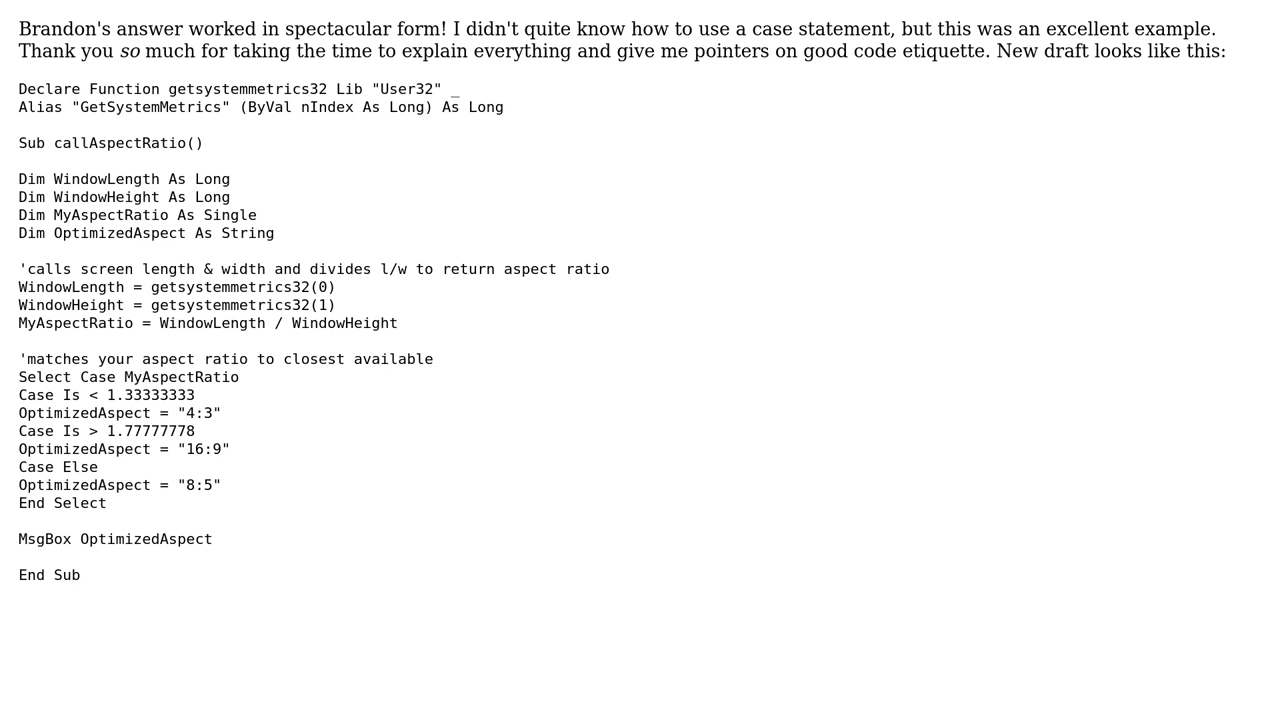 Brandon's answer worked in spectacular form! I didn't quite know how to use a case statement, but this was an excellent example.
Thank you so much for taking the time to explain everything and give me pointers on good code etiquette. New draft looks like this:
Declare Function getsystemmetrics32 Lib "User32" _
Alias "GetSystemMetrics" (ByVal nIndex As Long) As Long
Sub callAspectRatio()
Dim WindowLength As Long
Dim WindowHeight As Long
Dim MyAspectRatio As Single
Dim OptimizedAspect As String
'calls screen length & width and divides l/w to return aspect ratio
WindowLength = getsystemmetrics32(0)
WindowHeight = getsystemmetrics32(1)
MyAspectRatio = WindowLength / WindowHeight
'matches your aspect ratio to closest available
Select Case MyAspectRatio
Case Is < 1.33333333
OptimizedAspect = "4:3"
Case Is > 1.77777778
OptimizedAspect = "16:9"
Case Else
OptimizedAspect = "8:5"
End Select
MsgBox OptimizedAspect
End Sub